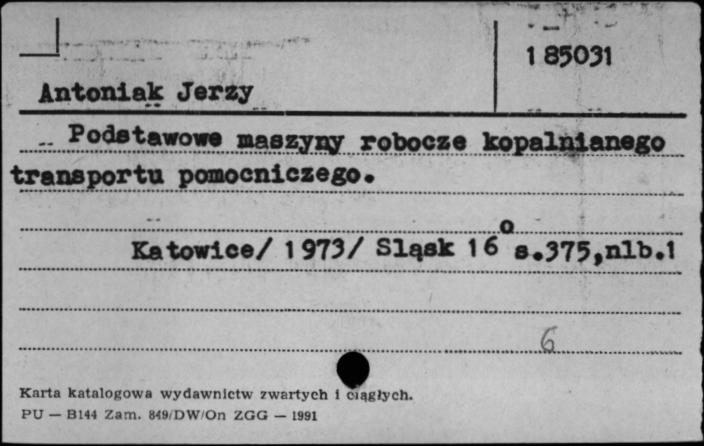 1 85031
Antoniak Jerzy
Podstawowe maszyny robocze kopalnianego
transportu pomocniczego.
Katowice/ 1973/ Sląsk 16° s.375,nlb.1
6
Karta katalogowa wydawnictw zwartych i ciągłych.
PU — B144 Zam. 849/DW/On ZGG — 1991